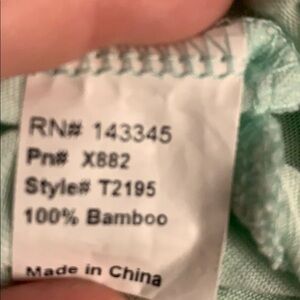 RN# 143345
Pn# X882
Style# T2195
100% Bamboo
Made in China